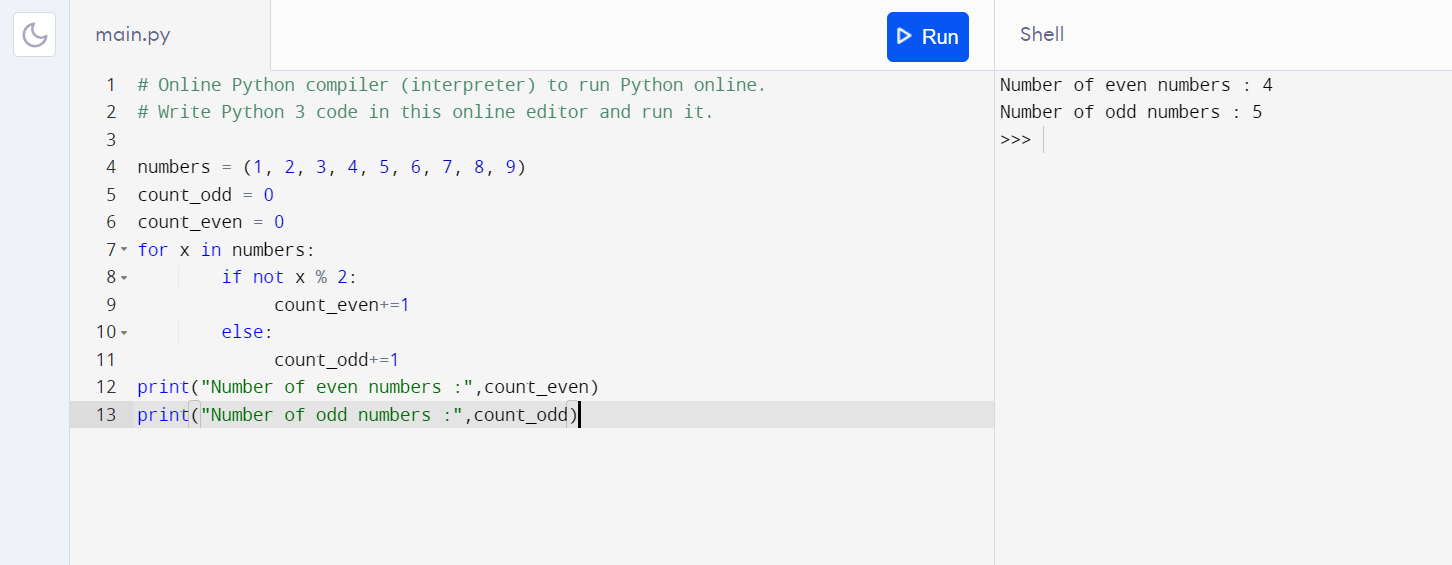 main.py
Run
Shell
1 # Online Python compiler (interpreter) to run Python online.
2 # Write Python 3 code in this online editor and run it.
3
4 numbers = (1, 2, 3, 4, 5, 6, 7, 8, 9)
5 count_odd = 0
6 count_even = 0
7 for x in numbers:
8         if not x % 2:
9              count_even+=1
10         else:
11              count_odd+=1
12 print("Number of even numbers :",count_even)
13 print("Number of odd numbers :",count_odd)
Number of even numbers : 4
Number of odd numbers : 5
>>>